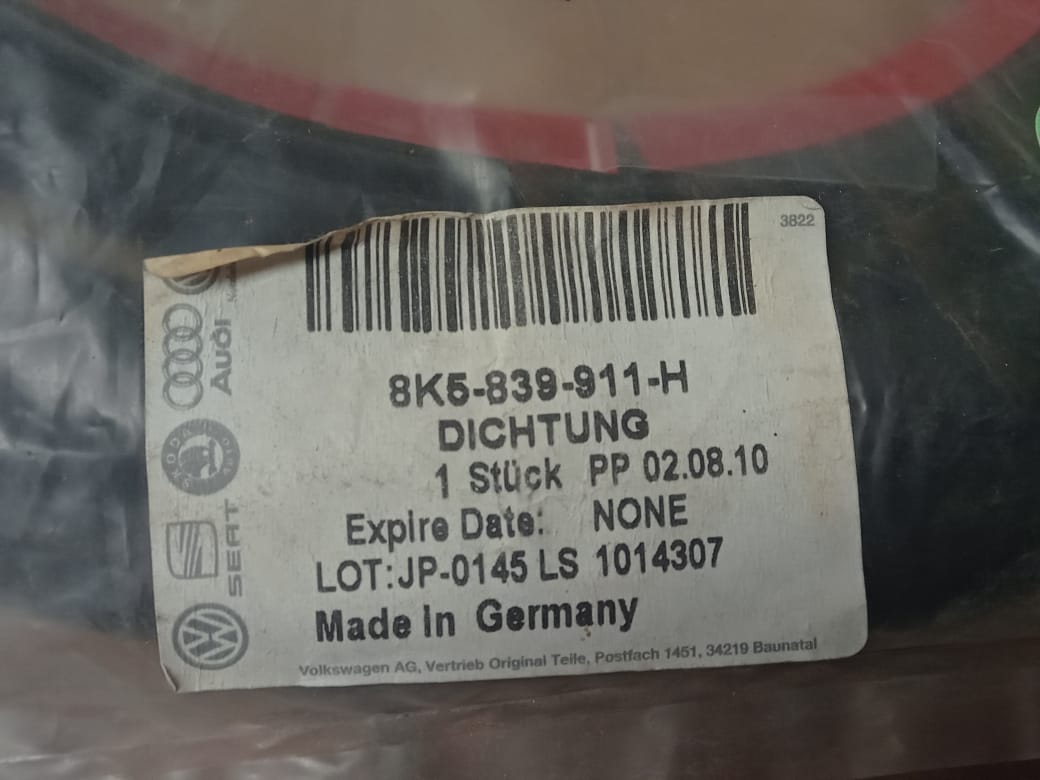 3822
8K5-839-911-H
DICHTUNG
1 Stück PP 02.08.10
Expire Date: NONE
LOT:JP-0145 LS 1014307
Made In Germany
Volkswagen AG, Vertrieb Original Teile, Postfach 1451, 34219 Baunatal
Audi
SEAT